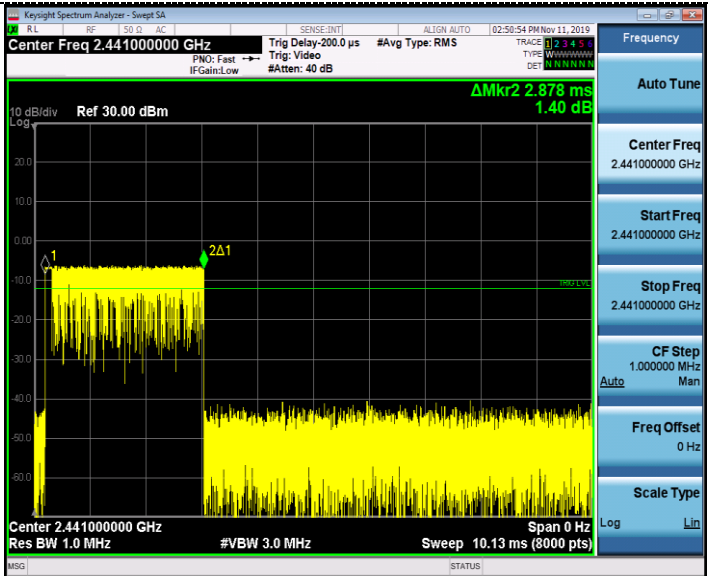 Keysight Spectrum Analyzer - Swept SA
LXI RL RF 50 Ω AC SENSE:INT ALIGN AUTO 02:50:54 PM Nov 11, 2019
Center Freq 2.441000000 GHz
PNO: Fast
IFGain:Low
Trig Delay-200.0 µs
Trig: Video
#Atten: 40 dB
#Avg Type: RMS
TRACE 1 2 3 4 5 6
TYPE WWWWWW
DET N N N N N N
ΔMkr2 2.878 ms
1.40 dB
10 dB/div Ref 30.00 dBm
Log
20.0
10.0
0.00
1
2Δ1
-10.0
TRIG LVL
-20.0
-30.0
-40.0
-50.0
-60.0
Center 2.441000000 GHz Span 0 Hz
Res BW 1.0 MHz #VBW 3.0 MHz Sweep 10.13 ms (8000 pts)
MSG STATUS
Frequency
Auto Tune
Center Freq
2.441000000 GHz
Start Freq
2.441000000 GHz
Stop Freq
2.441000000 GHz
CF Step
1.000000 MHz
Auto Man
Freq Offset
0 Hz
Scale Type
Log Lin